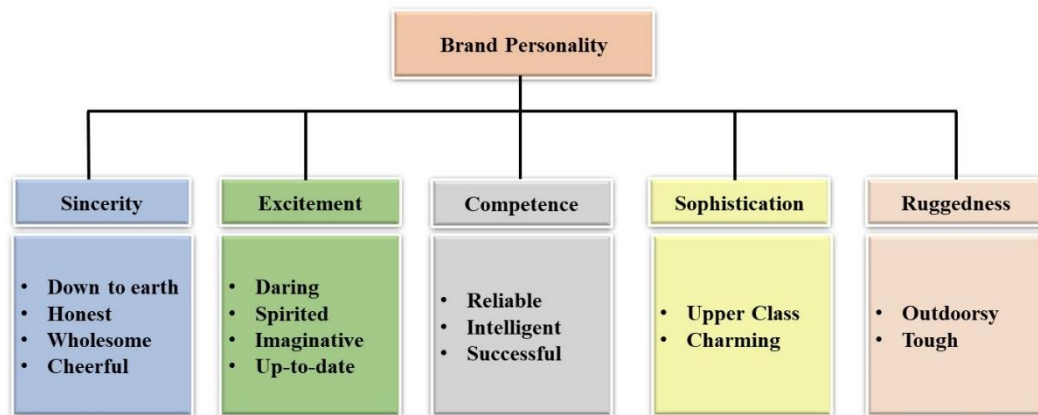 Brand Personality
Sincerity
• Down to earth
• Honest
• Wholesome
• Cheerful
Excitement
• Daring
• Spirited
• Imaginative
• Up-to-date
Competence
• Reliable
• Intelligent
• Successful
Sophistication
• Upper Class
• Charming
Ruggedness
• Outdoorsy
• Tough